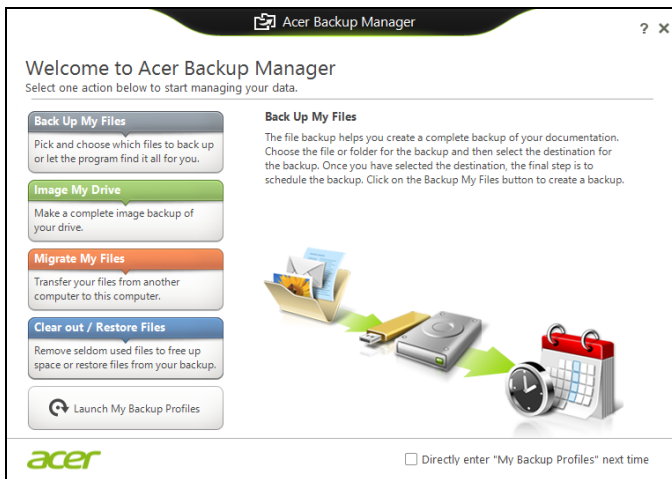 Acer Backup Manager
? X
Welcome to Acer Backup Manager
Select one action below to start managing your data.
Back Up My Files
Pick and choose which files to back up
or let the program find it all for you.
Image My Drive
Make a complete image backup of
your drive.
Migrate My Files
Transfer your files from another
computer to this computer.
Clear out / Restore Files
Remove seldom used files to free up
space or restore files from your backup.
Launch My Backup Profiles
Back Up My Files
The file backup helps you create a complete backup of your documentation.
Choose the file or folder for the backup and then select the destination for
the backup. Once you have selected the destination, the final step is to
schedule the backup. Click on the Backup My Files button to create a backup.
acer
Directly enter "My Backup Profiles" next time